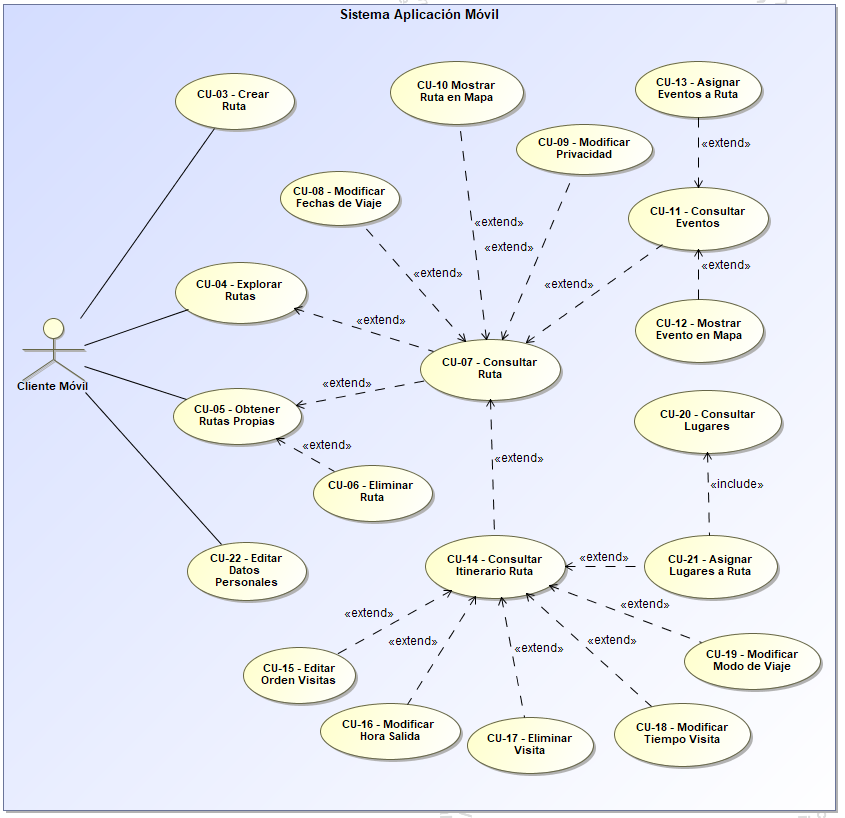 Sistema Aplicación Móvil
CU-03 - Crear
Ruta
CU-10 Mostrar
Ruta en Mapa
CU-13 - Asignar
Eventos a Ruta
CU-09 - Modificar
Privacidad
«extend»
CU-08 - Modificar
Fechas de Viaje
CU-11 - Consultar
Eventos
«extend»
«extend»
«extend»
«extend»
CU-04 - Explorar
Rutas
«extend»
«extend»
CU-12 - Mostrar
Evento en Mapa
CU-07 - Consultar
Ruta
Cliente Móvil
«extend»
CU-05 - Obtener
Rutas Propias
CU-20 - Consultar
Lugares
«extend»
«extend»
CU-06 - Eliminar
Ruta
«include»
CU-22 - Editar
Datos
Personales
CU-14 - Consultar
Itinerario Ruta
«extend»
CU-21 - Asignar
Lugares a Ruta
«extend»
«extend»
«extend»
«extend»
«extend»
CU-15 - Editar
Orden Visitas
CU-19 - Modificar
Modo de Viaje
CU-16 - Modificar
Hora Salida
CU-17 - Eliminar
Visita
CU-18 - Modificar
Tiempo Visita